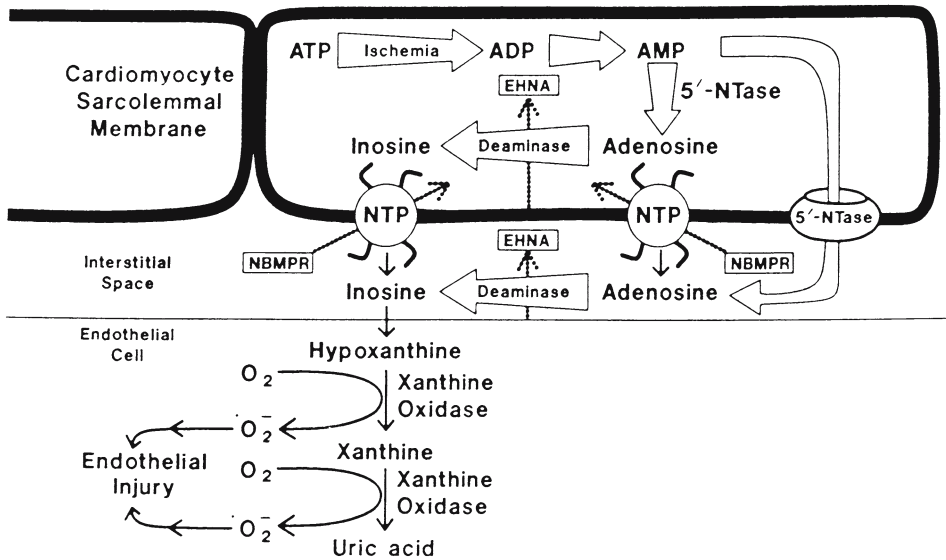 ATP Ischemia ADP AMP
Cardiomyocyte
Sarcolemmal
Membrane
EHNA
5′-NTase
Inosine Deaminase Adenosine
NTP NTP 5′-NTase
EHNA
NBMPR NBMPR
Interstitial
Space
Inosine Deaminase Adenosine
Endothelial
Cell
Hypoxanthine
O2
Xanthine
Oxidase
·O2−
Xanthine
Endothelial
Injury
O2
Xanthine
Oxidase
·O2−
Uric acid